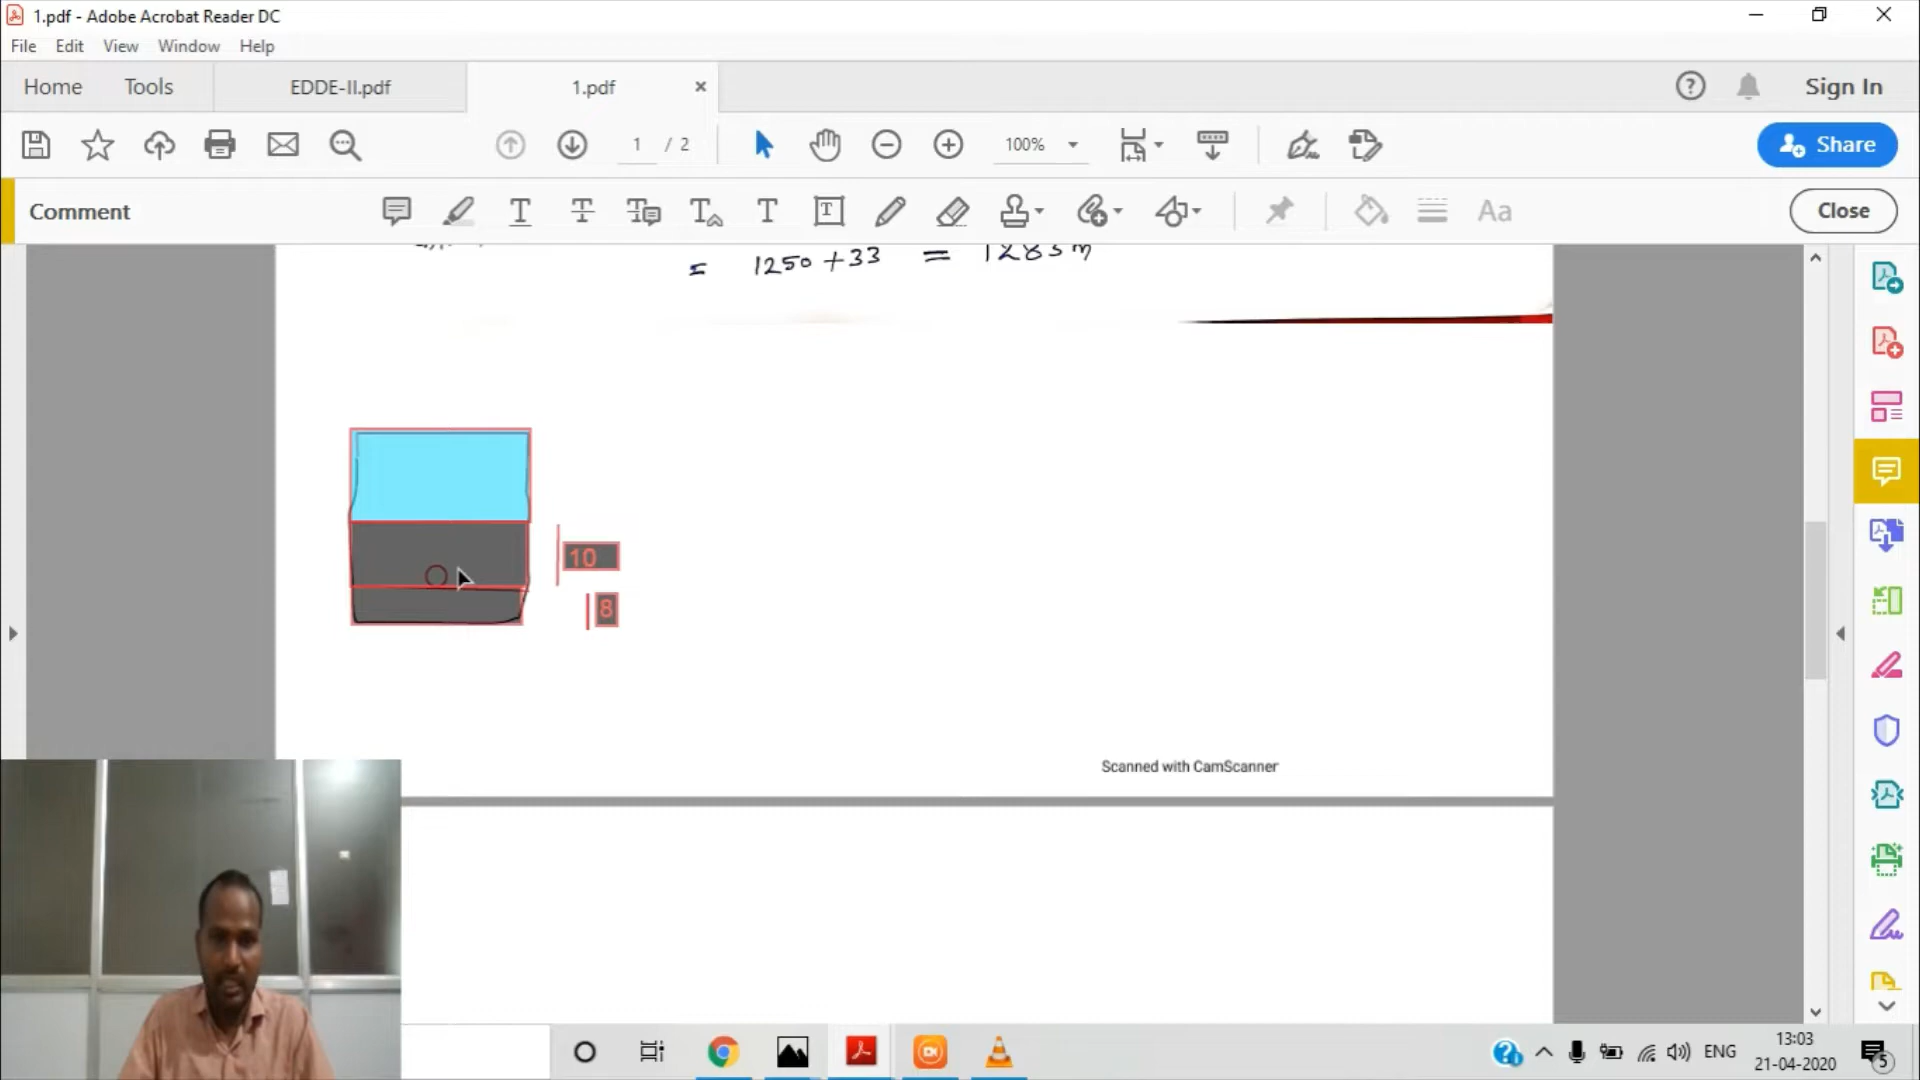 1.pdf - Adobe Acrobat Reader DC
File Edit View Window Help
Home Tools EDDE-II.pdf 1.pdf × Sign In
1 / 2 100% Share
Comment Aa Close
= 1250 + 33 = 1283 m
10
8
Scanned with CamScanner
ENG 13:03
21-04-2020 5